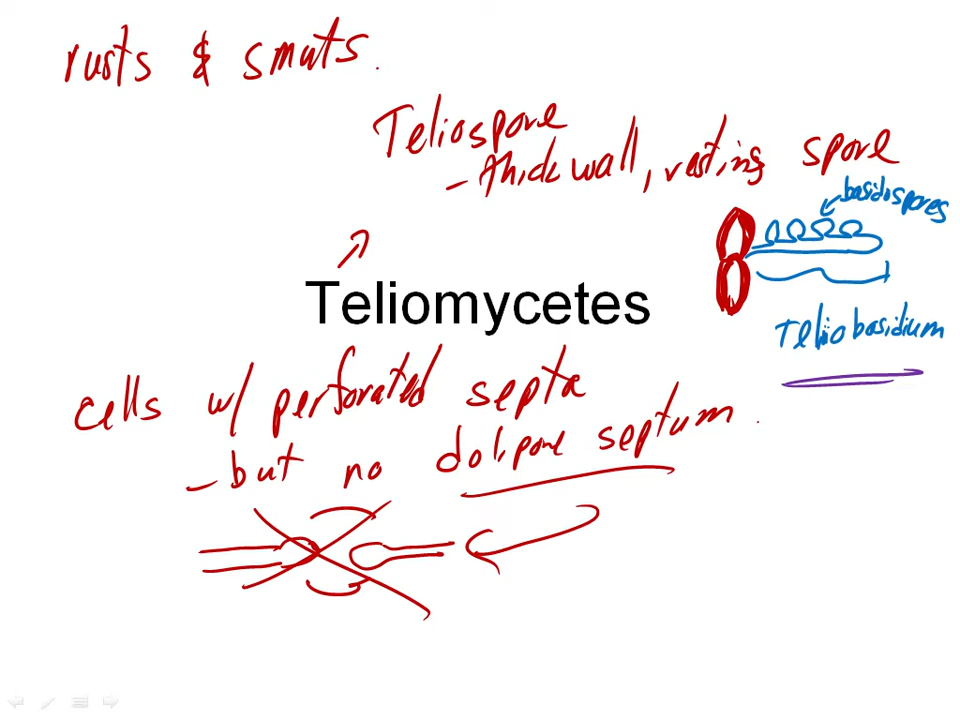 rusts & smuts.
Teliospore
- thick wall, resting spore
basidiospores
Teliomycetes
Teliobasidium
cells w/ perforated septa
- but no dolipore septum.